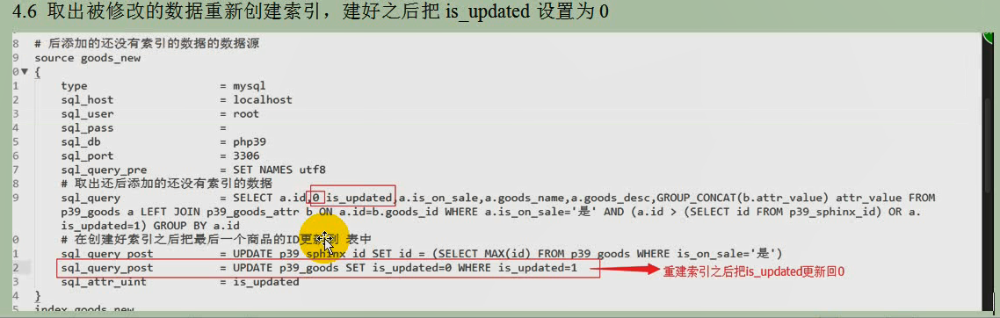 4.6 取出被修改的数据重新创建索引，建好之后把 is_updated 设置为 0
8 # 后添加的还没有索引的数据的数据源
9 source goods_new
0 {
1 type = mysql
2 sql_host = localhost
3 sql_user = root
4 sql_pass =
5 sql_db = php39
6 sql_port = 3306
7 sql_query_pre = SET NAMES utf8
8 # 取出还后添加的还没有索引的数据
9 sql_query = SELECT a.id,0 is_updated,a.is_on_sale,a.goods_name,a.goods_desc,GROUP_CONCAT(b.attr_value) attr_value FROM
p39_goods a LEFT JOIN p39_goods_attr b ON a.id=b.goods_id WHERE a.is_on_sale='是' AND (a.id > (SELECT id FROM p39_sphinx_id) OR a.
is_updated=1) GROUP BY a.id
0 # 在创建好索引之后把最后一个商品的ID更新到 表中
1 sql_query_post = UPDATE p39_sphinx_id SET id = (SELECT MAX(id) FROM p39_goods WHERE is_on_sale='是')
2 sql_query_post = UPDATE p39_goods SET is_updated=0 WHERE is_updated=1 重建索引之后把is_updated更新回0
3 sql_attr_uint = is_updated
4 }
5 index goods_new